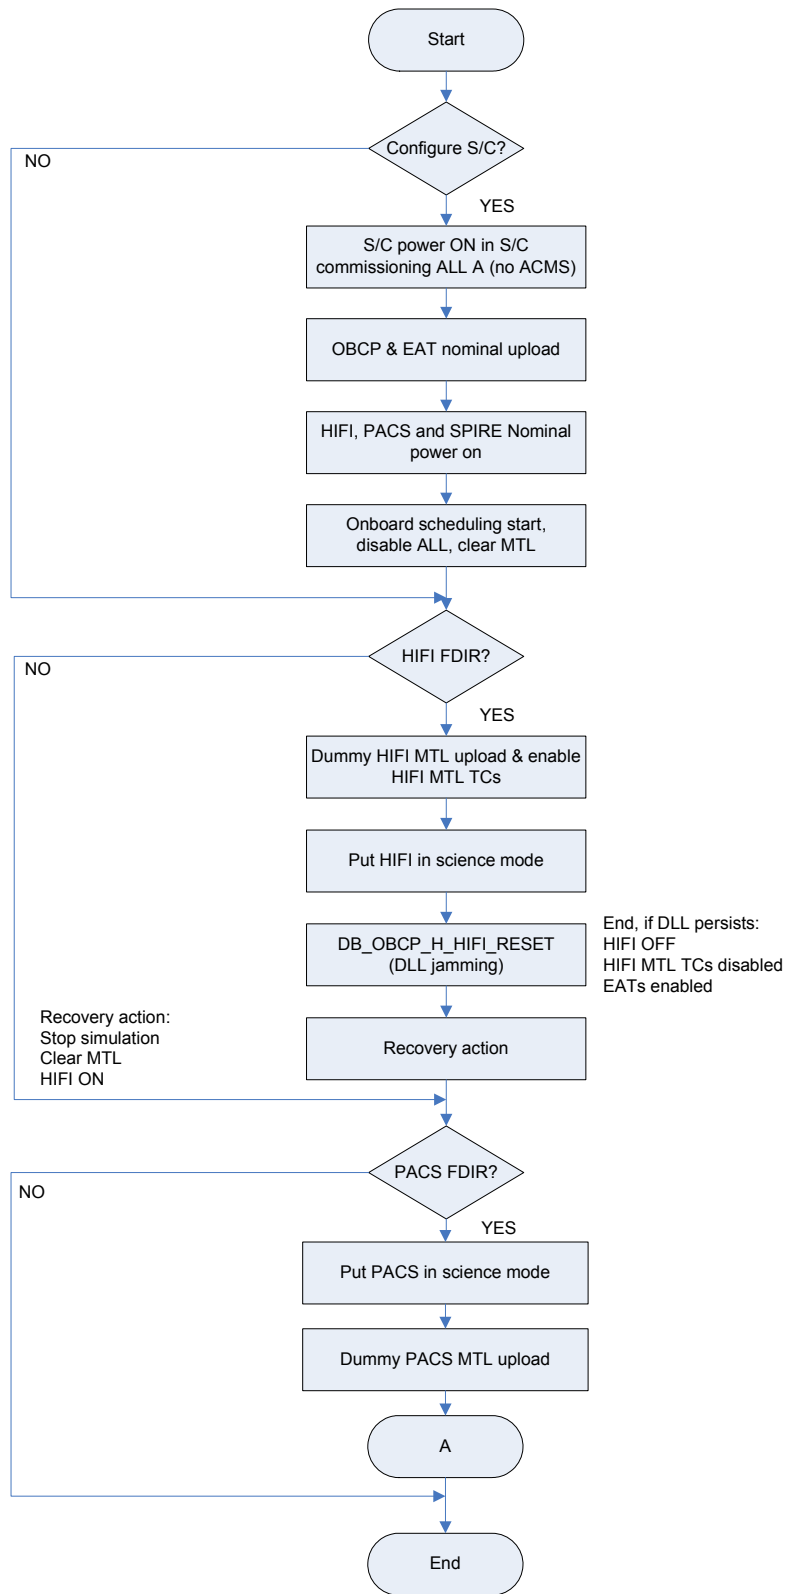 Start
Configure S/C?
NO
YES
S/C power ON in S/C
commissioning ALL A (no ACMS)
OBCP & EAT nominal upload
HIFI, PACS and SPIRE Nominal
power on
Onboard scheduling start,
disable ALL, clear MTL
HIFI FDIR?
NO
YES
Dummy HIFI MTL upload & enable
HIFI MTL TCs
Put HIFI in science mode
DB_OBCP_H_HIFI_RESET
(DLL jamming)
End, if DLL persists:
HIFI OFF
HIFI MTL TCs disabled
EATs enabled
Recovery action:
Stop simulation
Clear MTL
HIFI ON
Recovery action
PACS FDIR?
NO
YES
Put PACS in science mode
Dummy PACS MTL upload
A
End